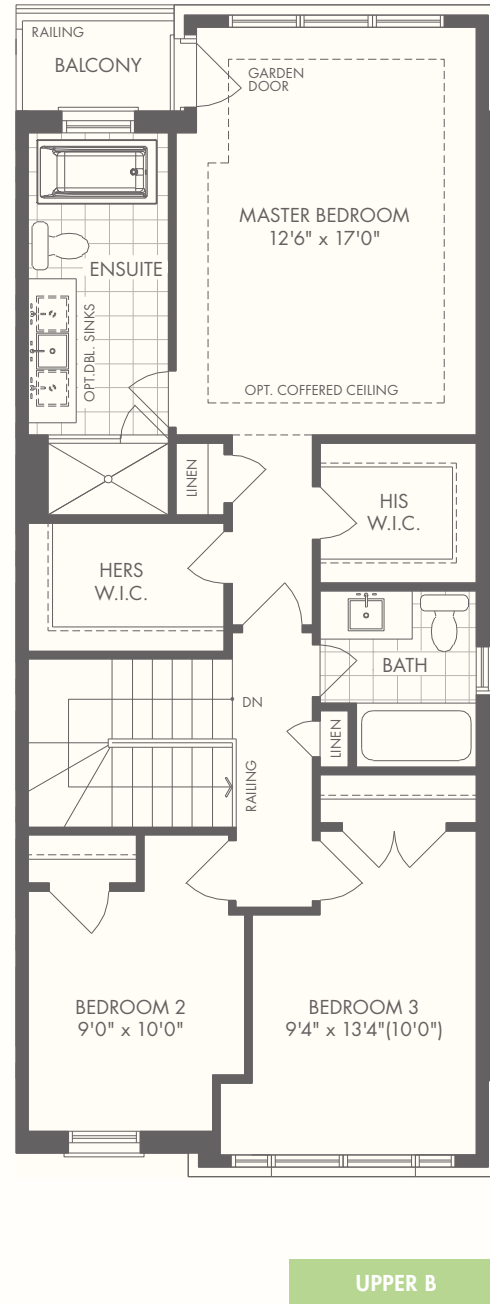 RAILING
BALCONY
GARDEN
DOOR
MASTER BEDROOM
12'6" x 17'0"
ENSUITE
OPT.DBL. SINKS
OPT. COFFERED CEILING
LINEN
HIS
W.I.C.
HERS
W.I.C.
BATH
DN
LINEN
RAILING
BEDROOM 2
9'0" x 10'0"
BEDROOM 3
9'4" x 13'4"(10'0")
UPPER B